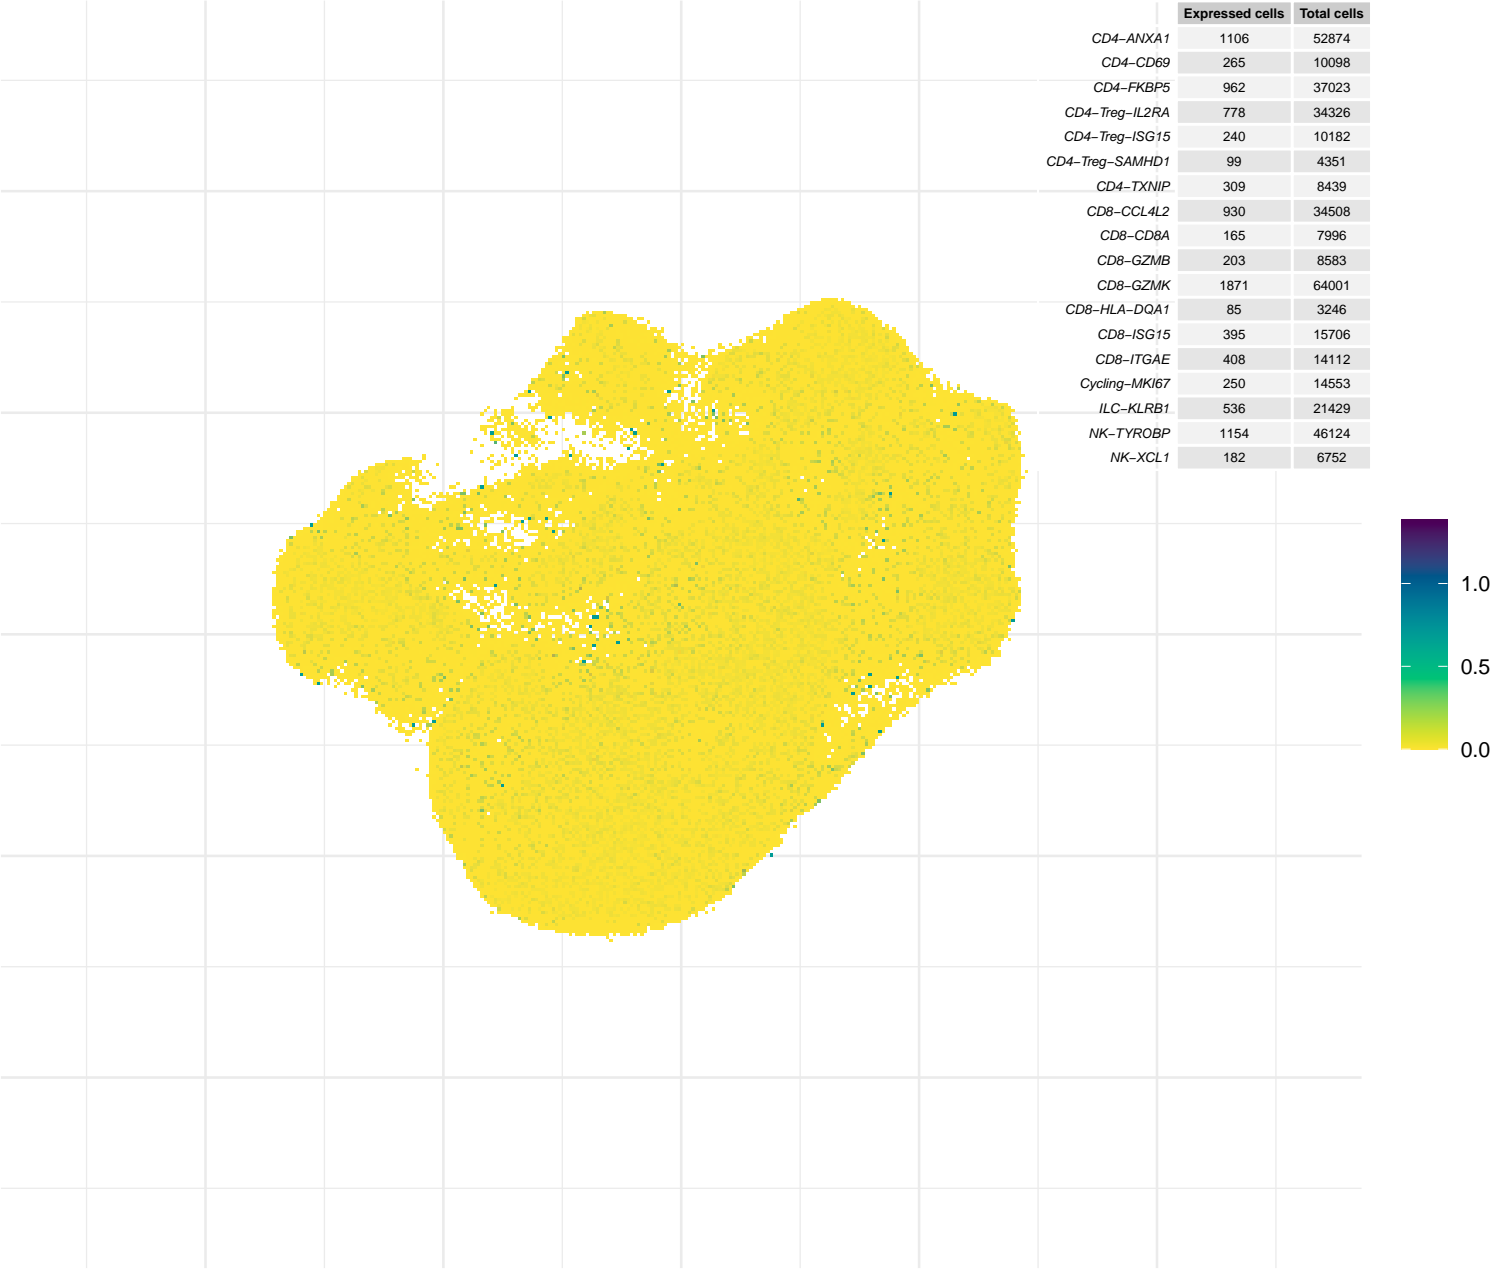 Expressed cells Total cells
CD4−ANXA1 1106 52874
CD4−CD69 265 10098
CD4−FKBP5 962 37023
CD4−Treg−IL2RA 778 34326
CD4−Treg−ISG15 240 10182
CD4−Treg−SAMHD1 99 4351
CD4−TXNIP 309 8439
CD8−CCL4L2 930 34508
CD8−CD8A 165 7996
CD8−GZMB 203 8583
CD8−GZMK 1871 64001
CD8−HLA−DQA1 85 3246
CD8−ISG15 395 15706
CD8−ITGAE 408 14112
Cycling−MKI67 250 14553
ILC−KLRB1 536 21429
NK−TYROBP 1154 46124
NK−XCL1 182 6752
1.0
0.5
0.0